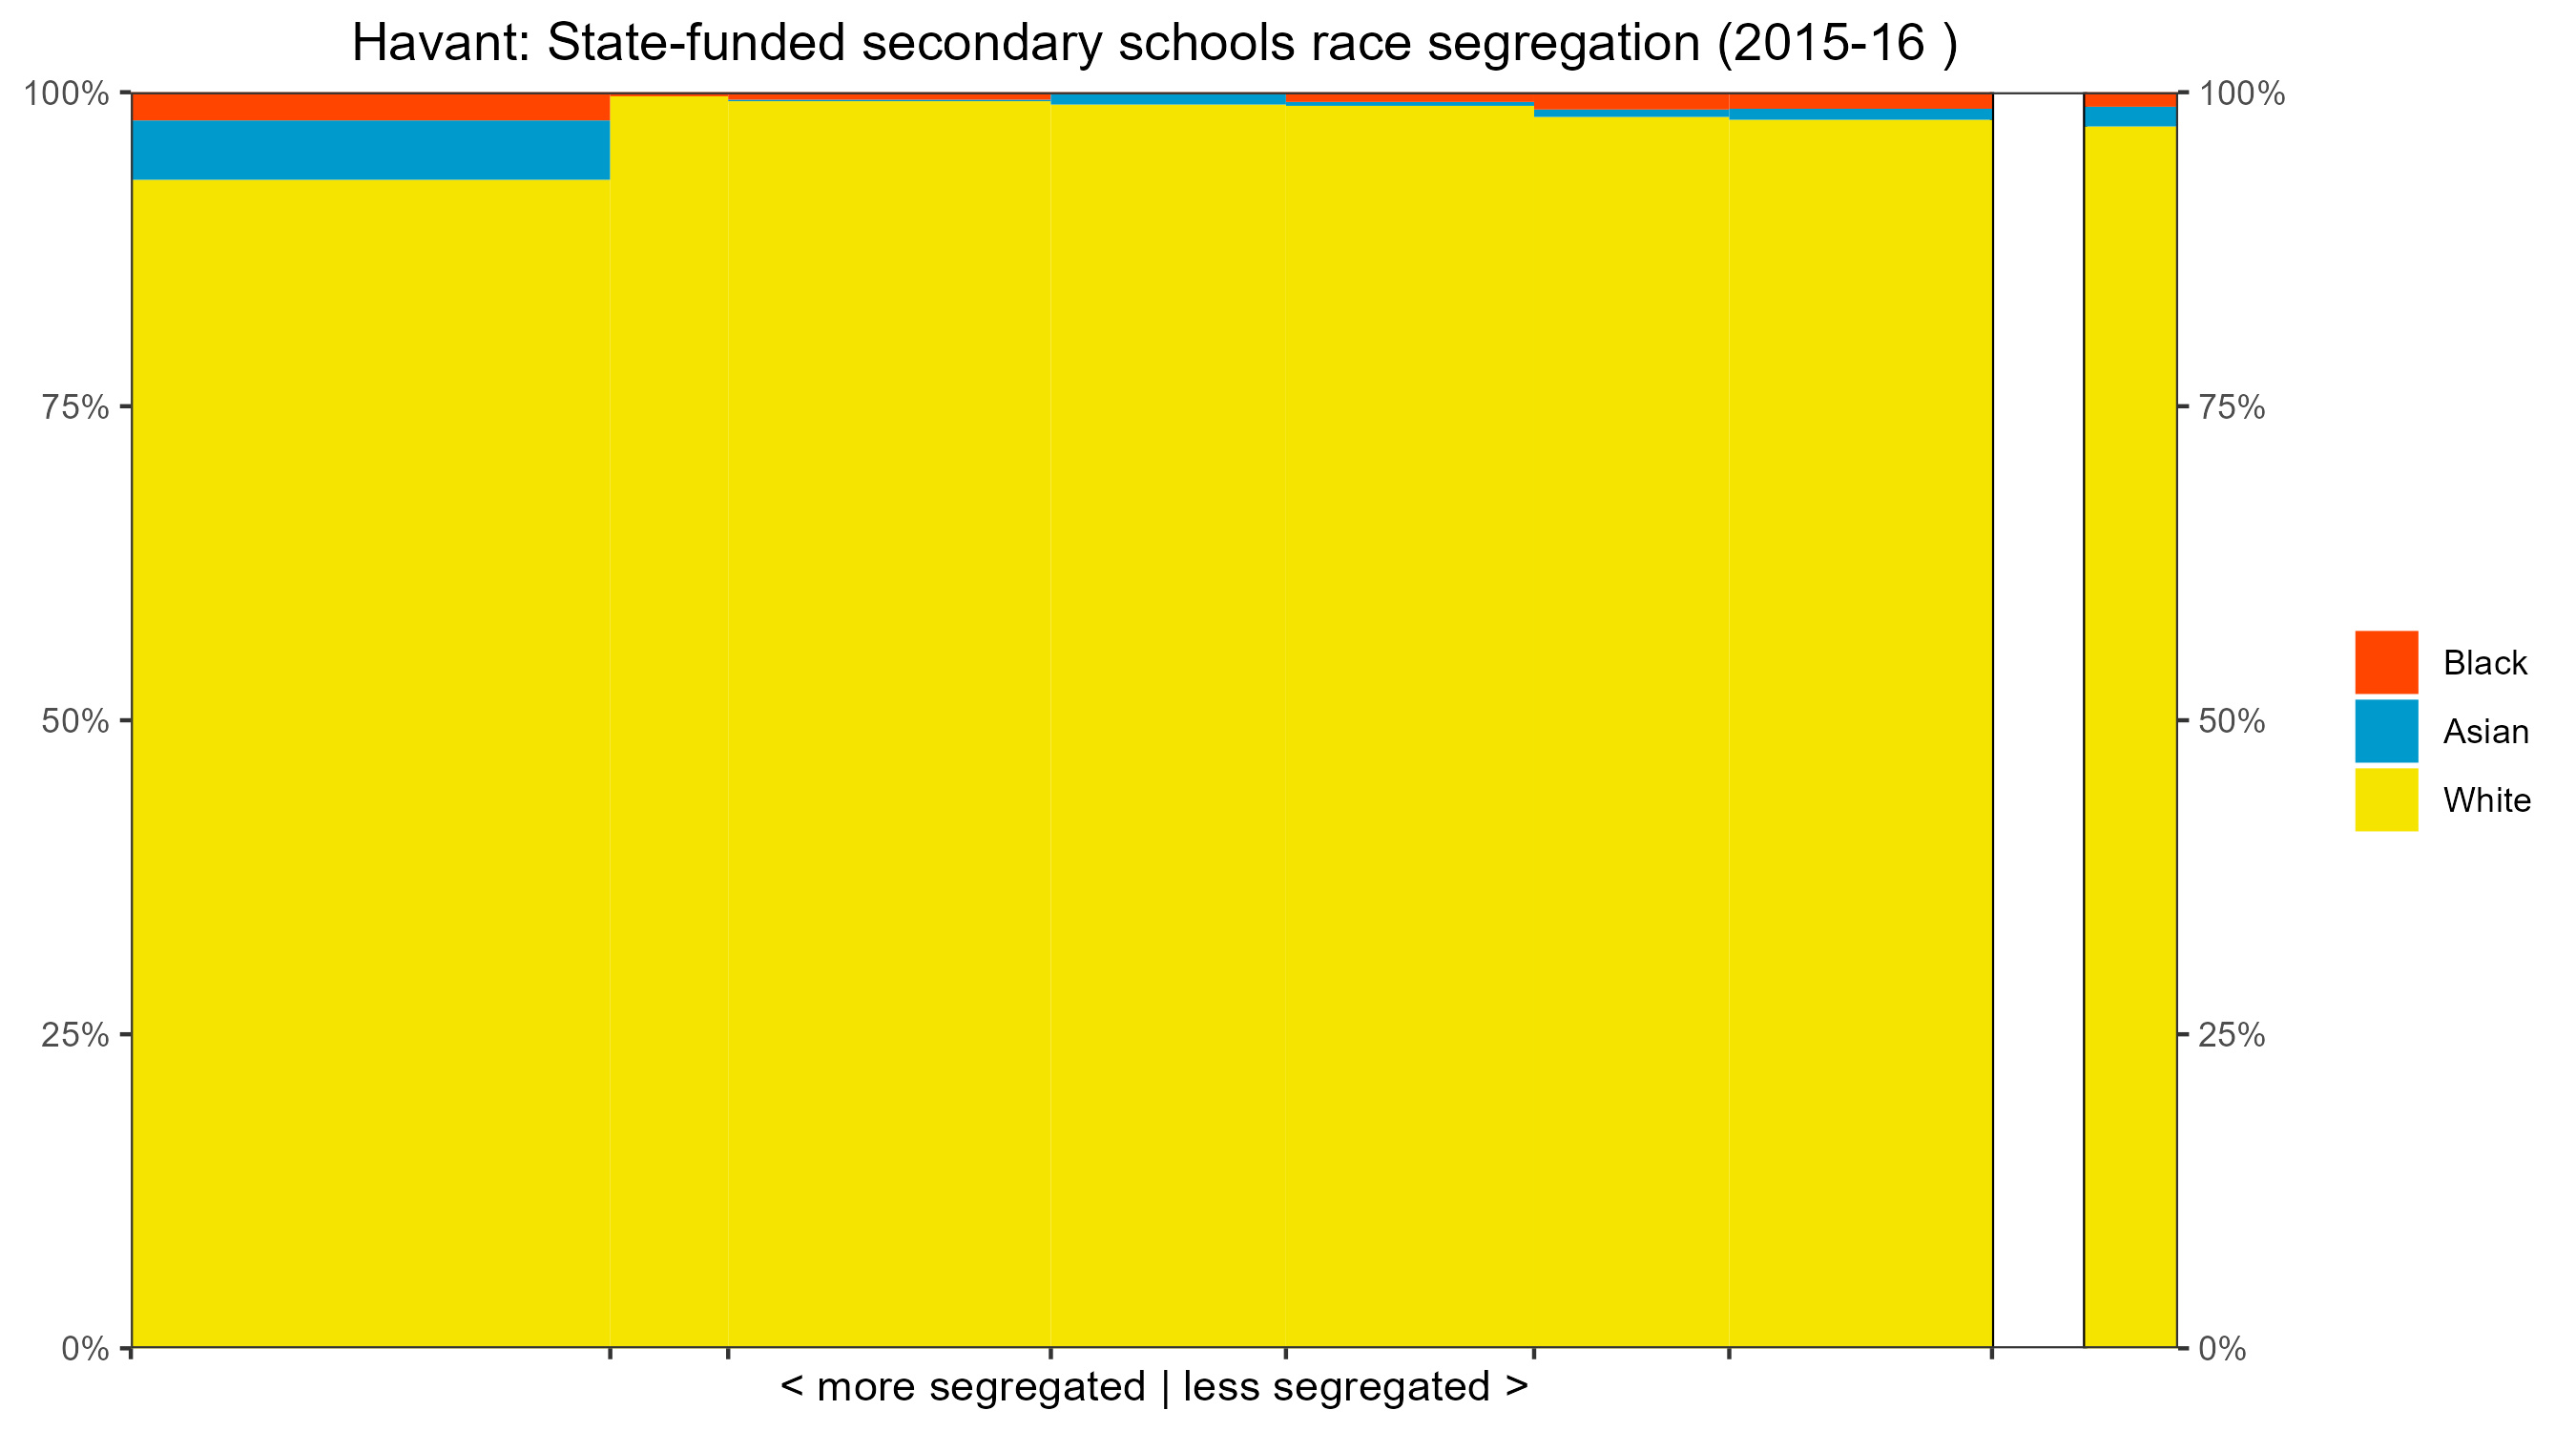 Havant: State-funded secondary schools race segregation (2015-16 )
100%
75%
50%
25%
0%
100%
75%
50%
25%
0%
Black
Asian
White
< more segregated | less segregated >